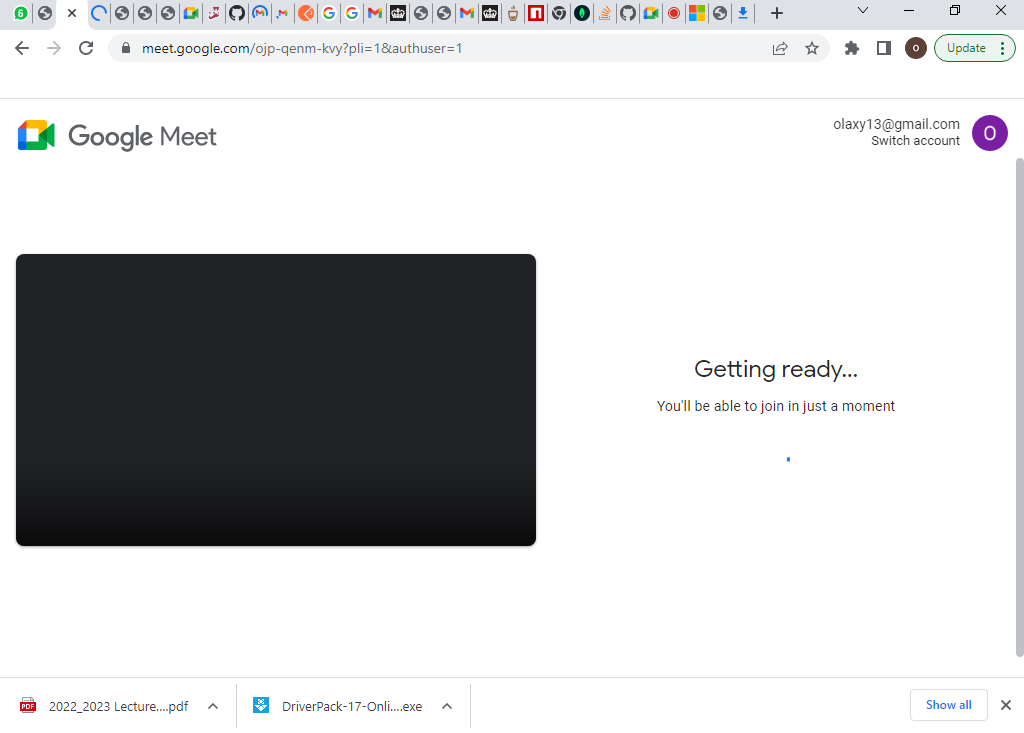 6
meet.google.com/ojp-qenm-kvy?pli=1&authuser=1
O
Update
Google Meet
olaxy13@gmail.com
Switch account
O
Getting ready...
You'll be able to join in just a moment
PDF
2022_2023 Lecture....pdf
DriverPack-17-Onli....exe
Show all